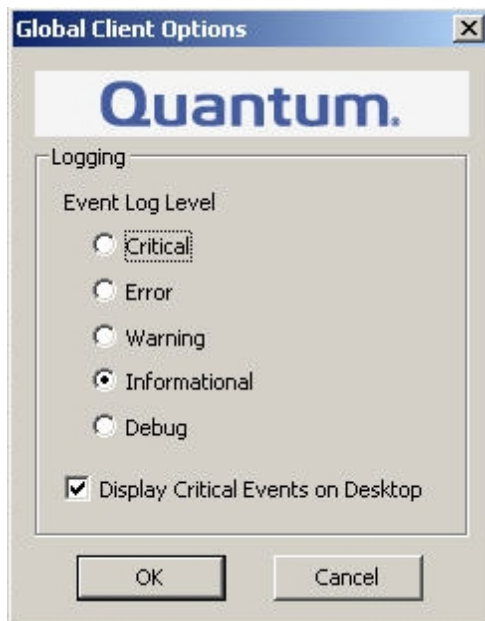 Global Client Options
Quantum.
Logging
Event Log Level
Critical
Error
Warning
Informational
Debug
Display Critical Events on Desktop
OK Cancel